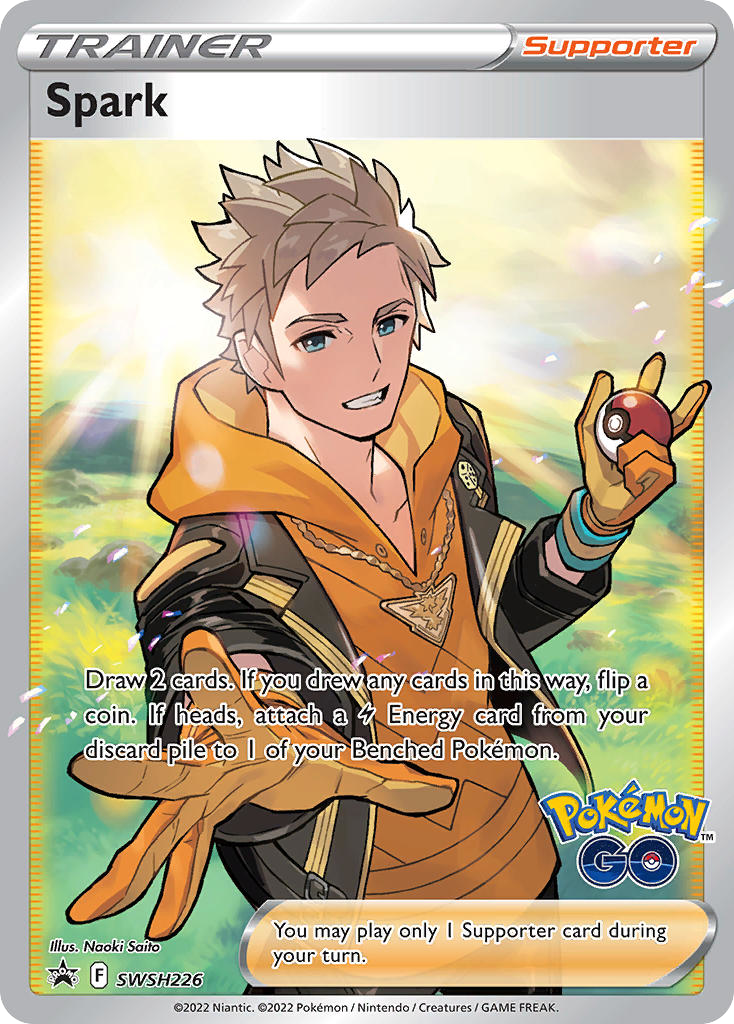 TRAINER
Supporter
Spark
Draw 2 cards. If you drew any cards in this way, flip a
coin. If heads, attach a Energy card from your
discard pile to 1 of your Benched Pokémon.
POKéMON
GO
TM
You may play only 1 Supporter card during
your turn.
Illus. Naoki Saito
PROMO
F
SWSH226
©2022 Niantic. ©2022 Pokémon / Nintendo / Creatures / GAME FREAK.